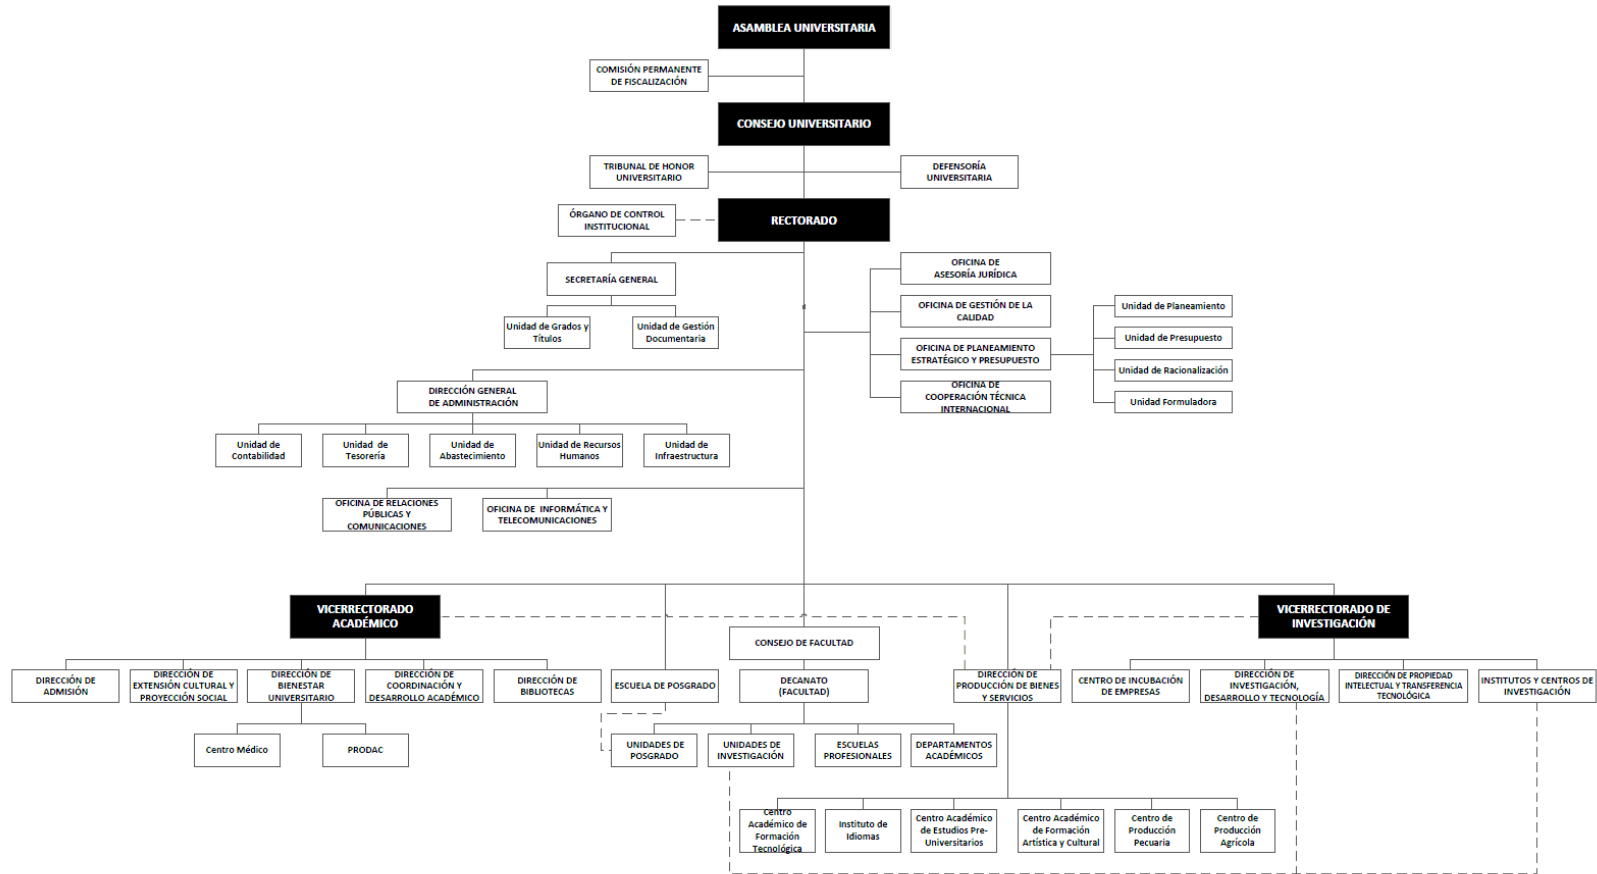 ASAMBLEA UNIVERSITARIA
COMISIÓN PERMANENTE
DE FISCALIZACIÓN
CONSEJO UNIVERSITARIO
TRIBUNAL DE HONOR
UNIVERSITARIO
DEFENSORÍA
UNIVERSITARIA
ÓRGANO DE CONTROL
INSTITUCIONAL
RECTORADO
SECRETARÍA GENERAL
Unidad de Grados y
Títulos
Unidad de Gestión
Documentaria
OFICINA DE
ASESORÍA JURÍDICA
OFICINA DE GESTIÓN DE LA
CALIDAD
OFICINA DE PLANEAMIENTO
ESTRATÉGICO Y PRESUPUESTO
OFICINA DE
COOPERACIÓN TÉCNICA
INTERNACIONAL
Unidad de Planeamiento
Unidad de Presupuesto
Unidad de Racionalización
Unidad Formuladora
DIRECCIÓN GENERAL
DE ADMINISTRACIÓN
Unidad de
Contabilidad
Unidad de
Tesorería
Unidad de
Abastecimiento
Unidad de Recursos
Humanos
Unidad de
Infraestructura
OFICINA DE RELACIONES
PÚBLICAS Y
COMUNICACIONES
OFICINA DE INFORMÁTICA Y
TELECOMUNICACIONES
VICERRECTORADO
ACADÉMICO
VICERRECTORADO DE
INVESTIGACIÓN
CONSEJO DE FACULTAD
DIRECCIÓN DE
ADMISIÓN
DIRECCIÓN DE
EXTENSIÓN CULTURAL Y
PROYECCIÓN SOCIAL
DIRECCIÓN DE
BIENESTAR
UNIVERSITARIO
DIRECCIÓN DE
COORDINACIÓN Y
DESARROLLO ACADÉMICO
DIRECCIÓN DE
BIBLIOTECAS
ESCUELA DE POSGRADO
DECANATO
(FACULTAD)
DIRECCIÓN DE
PRODUCCIÓN DE BIENES
Y SERVICIOS
CENTRO DE INCUBACIÓN
DE EMPRESAS
DIRECCIÓN DE
INVESTIGACIÓN,
DESARROLLO Y TECNOLOGÍA
DIRECCIÓN DE PROPIEDAD
INTELECTUAL Y TRANSFERENCIA
TECNOLÓGICA
INSTITUTOS Y CENTROS DE
INVESTIGACIÓN
Centro Médico
PRODAC
UNIDADES DE
POSGRADO
UNIDADES DE
INVESTIGACIÓN
ESCUELAS
PROFESIONALES
DEPARTAMENTOS
ACADÉMICOS
Centro
Académico de
Formación
Tecnológica
Instituto de
Idiomas
Centro Académico
de Estudios Pre-
Universitarios
Centro Académico
de Formación
Artística y Cultural
Centro de
Producción
Pecuaria
Centro de
Producción
Agrícola